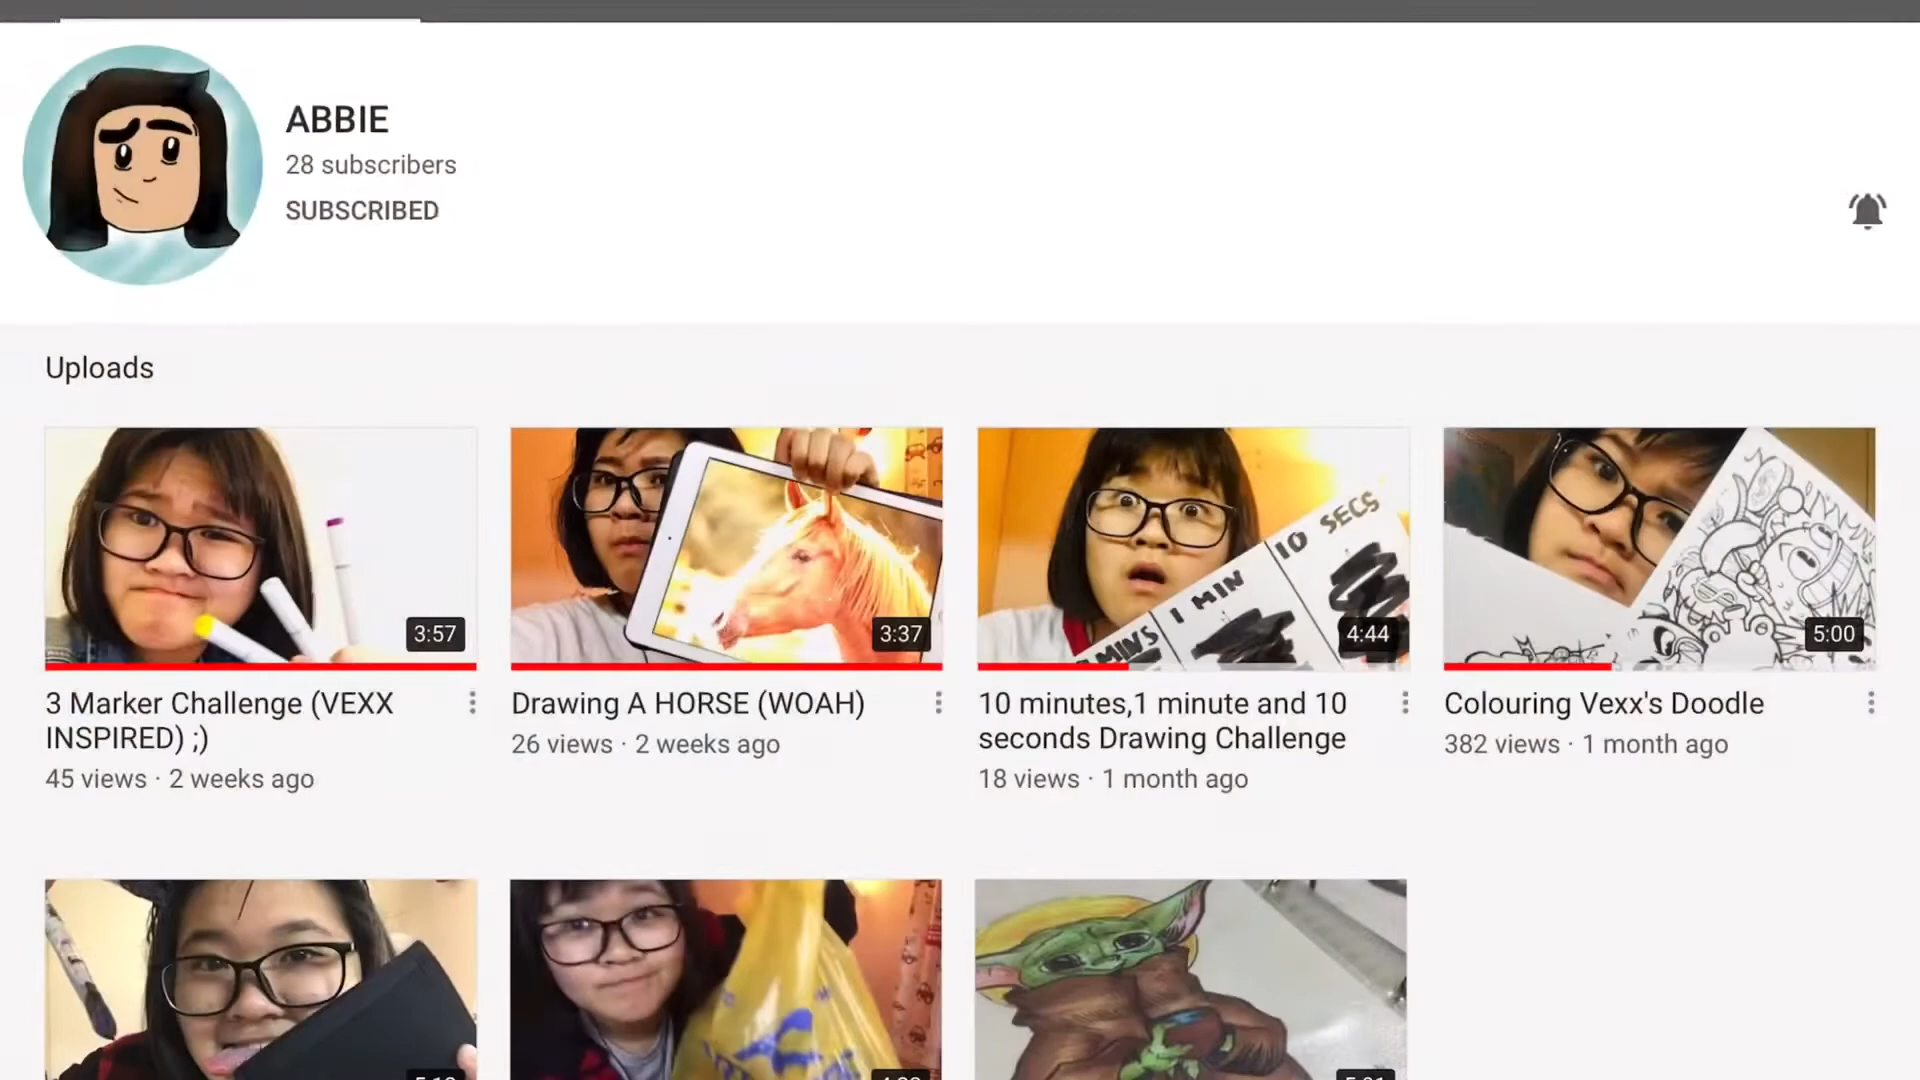 ABBIE
28 subscribers
SUBSCRIBED
Uploads
10 SECS
1 MIN
MINS
3:57
3:37
4:44
5:00
3 Marker Challenge (VEXX
INSPIRED) ;)
45 views · 2 weeks ago
Drawing A HORSE (WOAH)
26 views · 2 weeks ago
10 minutes,1 minute and 10
seconds Drawing Challenge
18 views · 1 month ago
Colouring Vexx's Doodle
382 views · 1 month ago